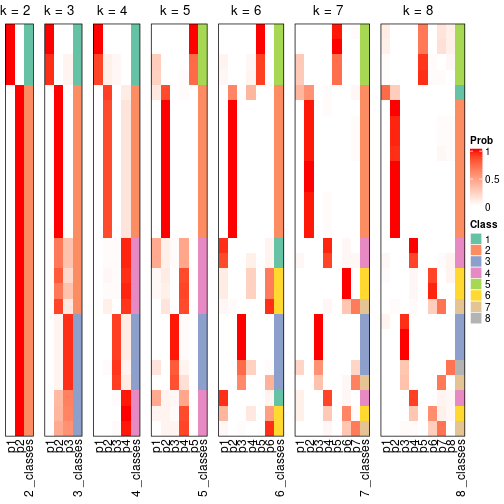 k = 2
k = 3
k = 4
k = 5
k = 6
k = 7
k = 8
p1
p2
2_classes
p1
p2
p3
3_classes
p1
p2
p3
p4
4_classes
p1
p2
p3
p4
p5
5_classes
p1
p2
p3
p4
p5
p6
6_classes
p1
p2
p3
p4
p5
p6
p7
7_classes
p1
p2
p3
p4
p5
p6
p7
p8
8_classes
Prob
1
0.5
0
Class
1
2
3
4
5
6
7
8